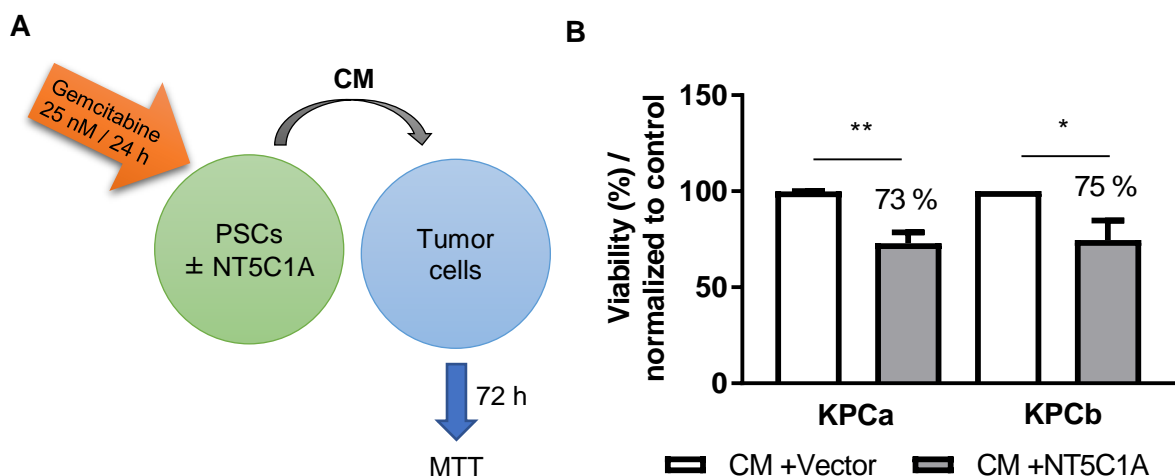 A
Gemcitabine
25 nM / 24 h
CM
PSCs
± NT5C1A
Tumor
cells
72 h
MTT
B
Viability (%) /
normalized to control
150
100
50
0
**
73 %
*
75 %
KPCa
KPCb
CM +Vector
CM +NT5C1A